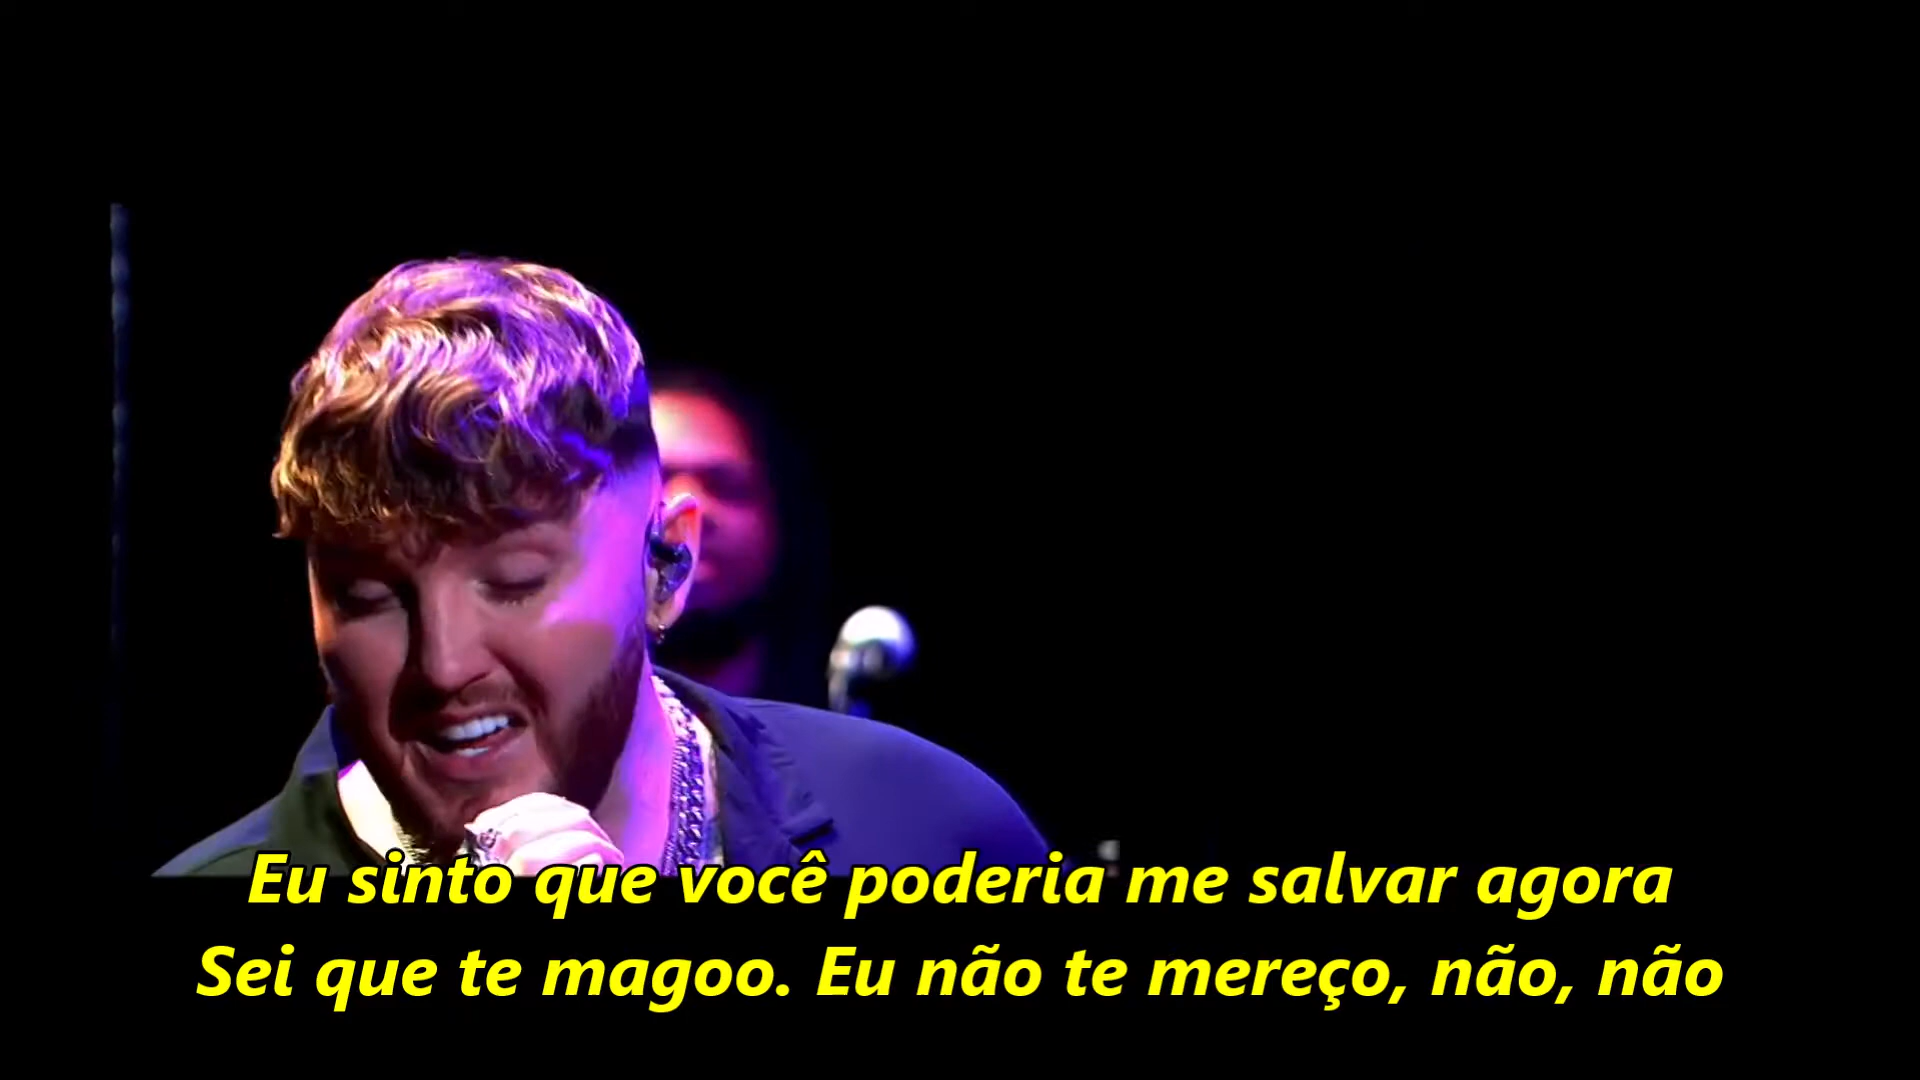 Eu sinto que você poderia me salvar agora
Sei que te magoo. Eu não te mereço, não, não